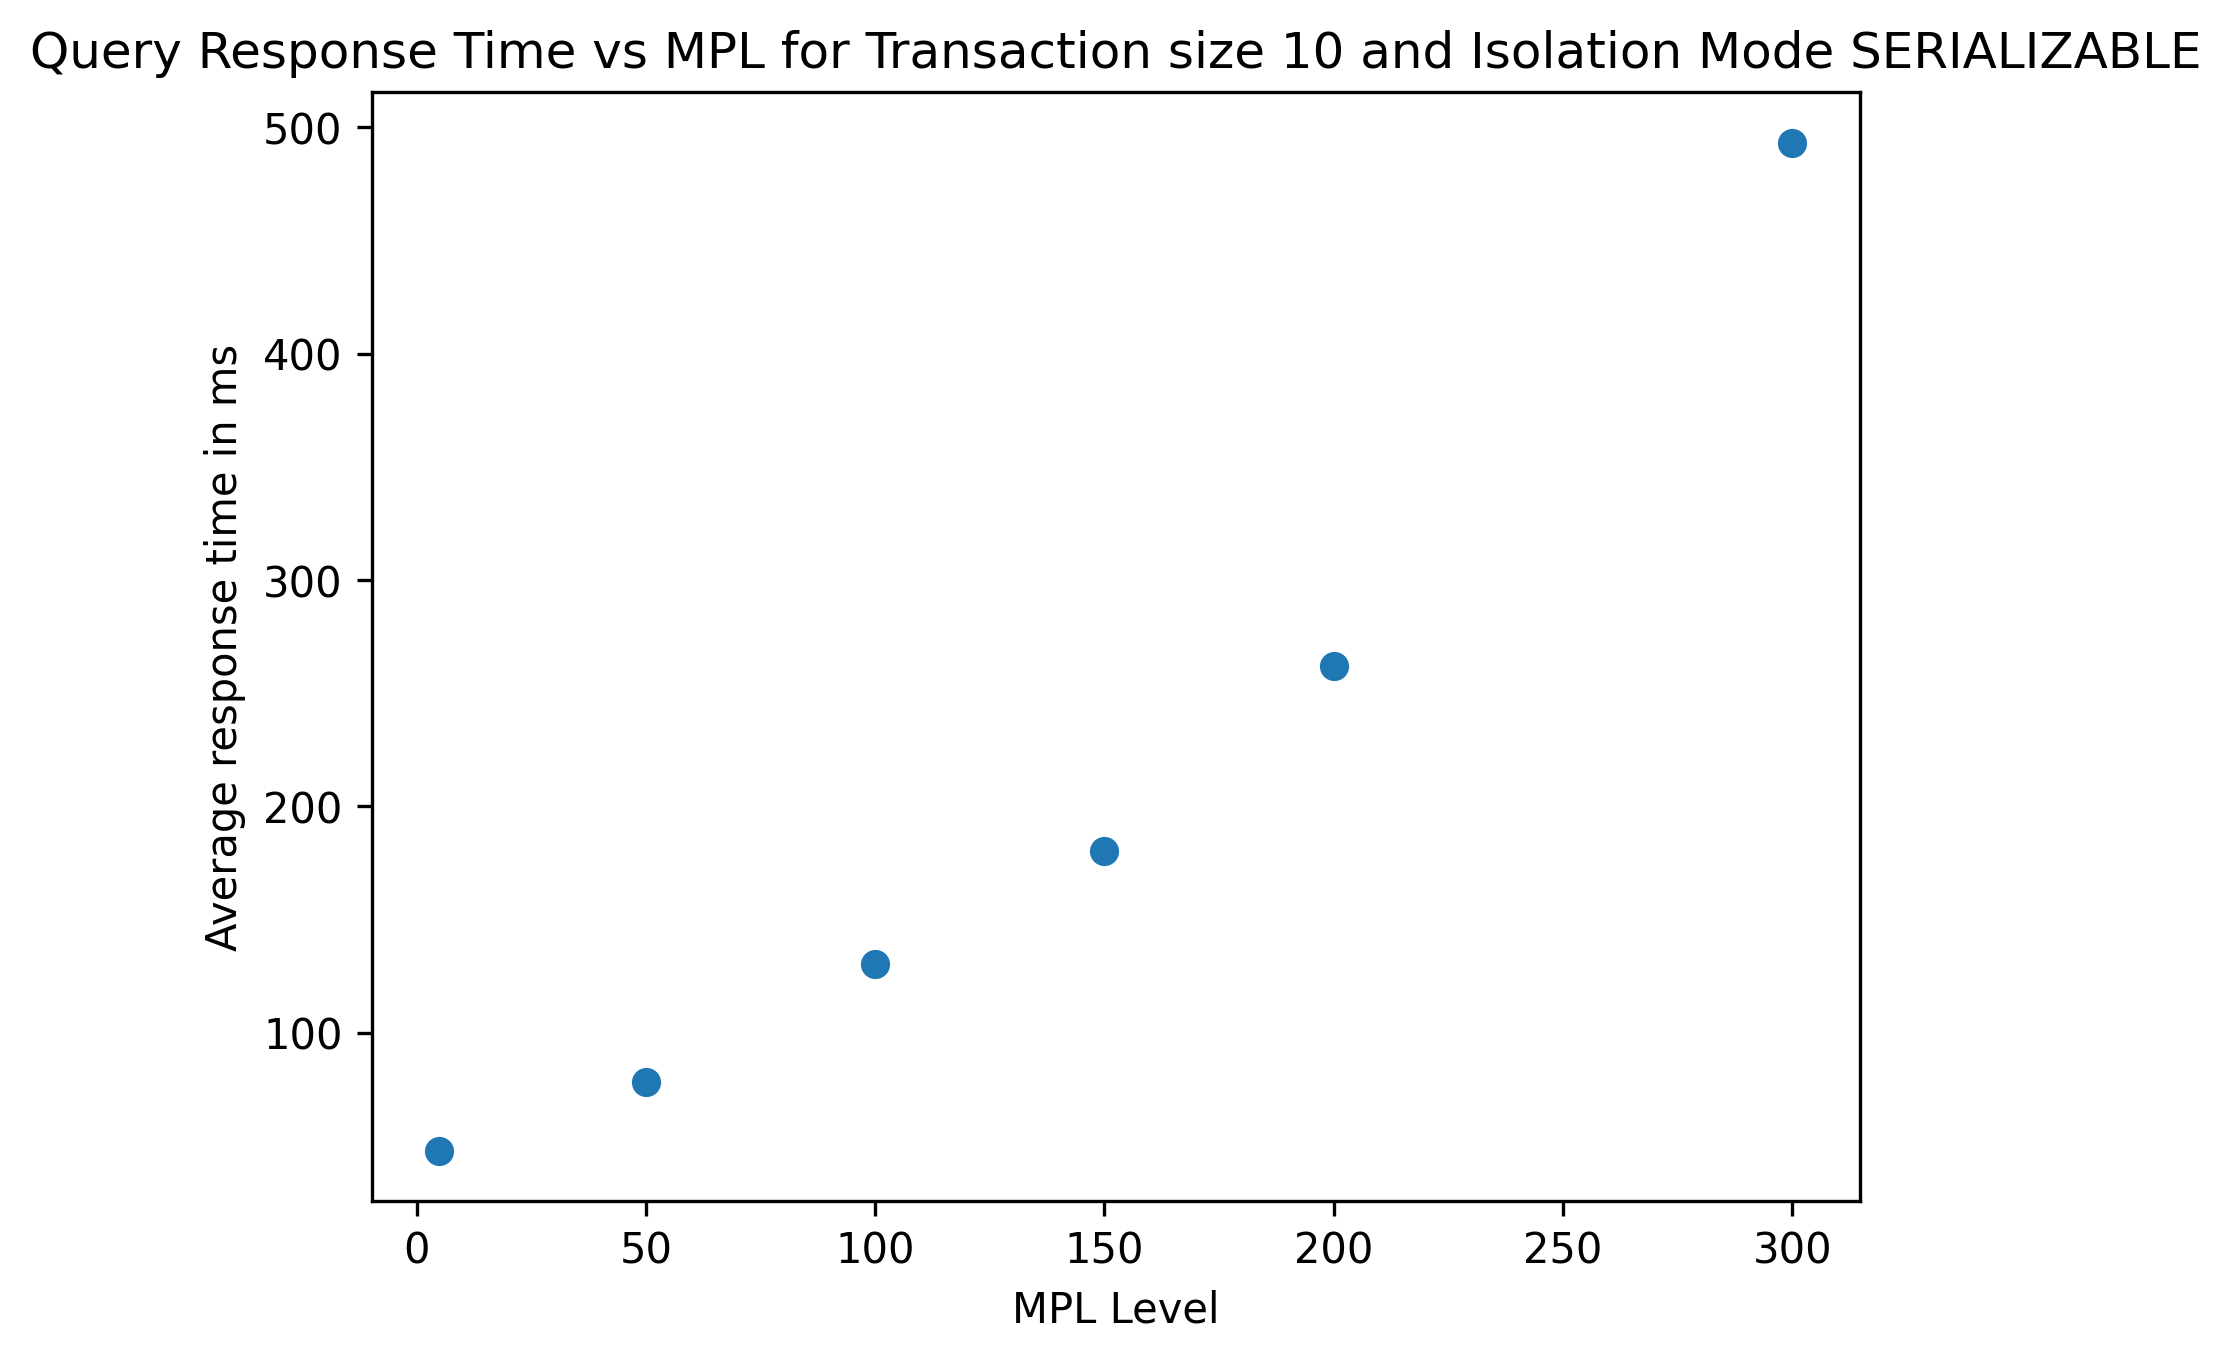 Query Response Time vs MPL for Transaction size 10 and Isolation Mode SERIALIZABLE
Average response time in ms
500
400
300
200
100
0 50 100 150 200 250 300
MPL Level